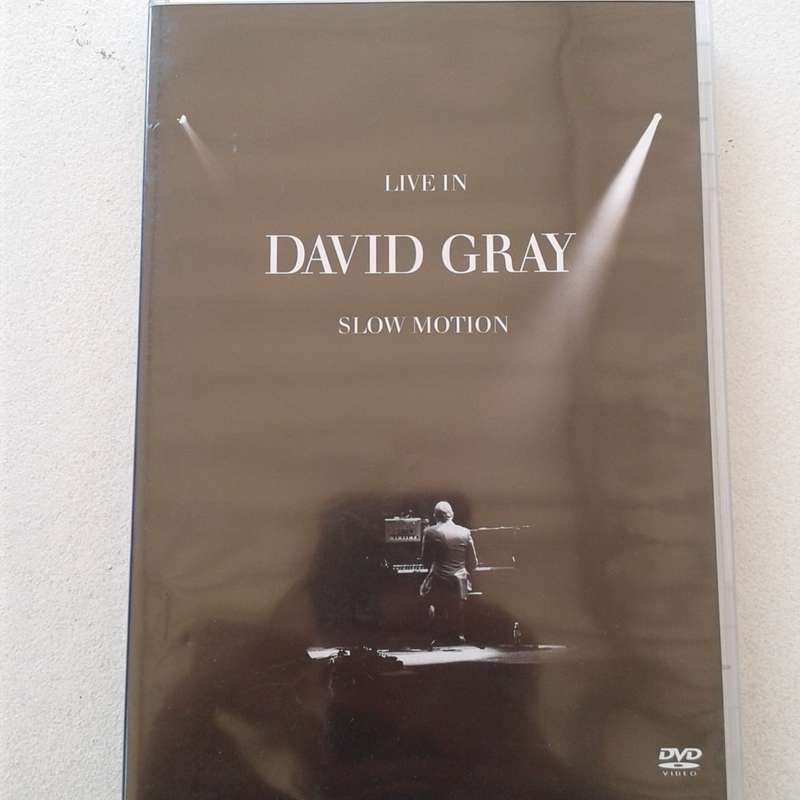 LIVE IN
DAVID GRAY
SLOW MOTION
DVD
VIDEO